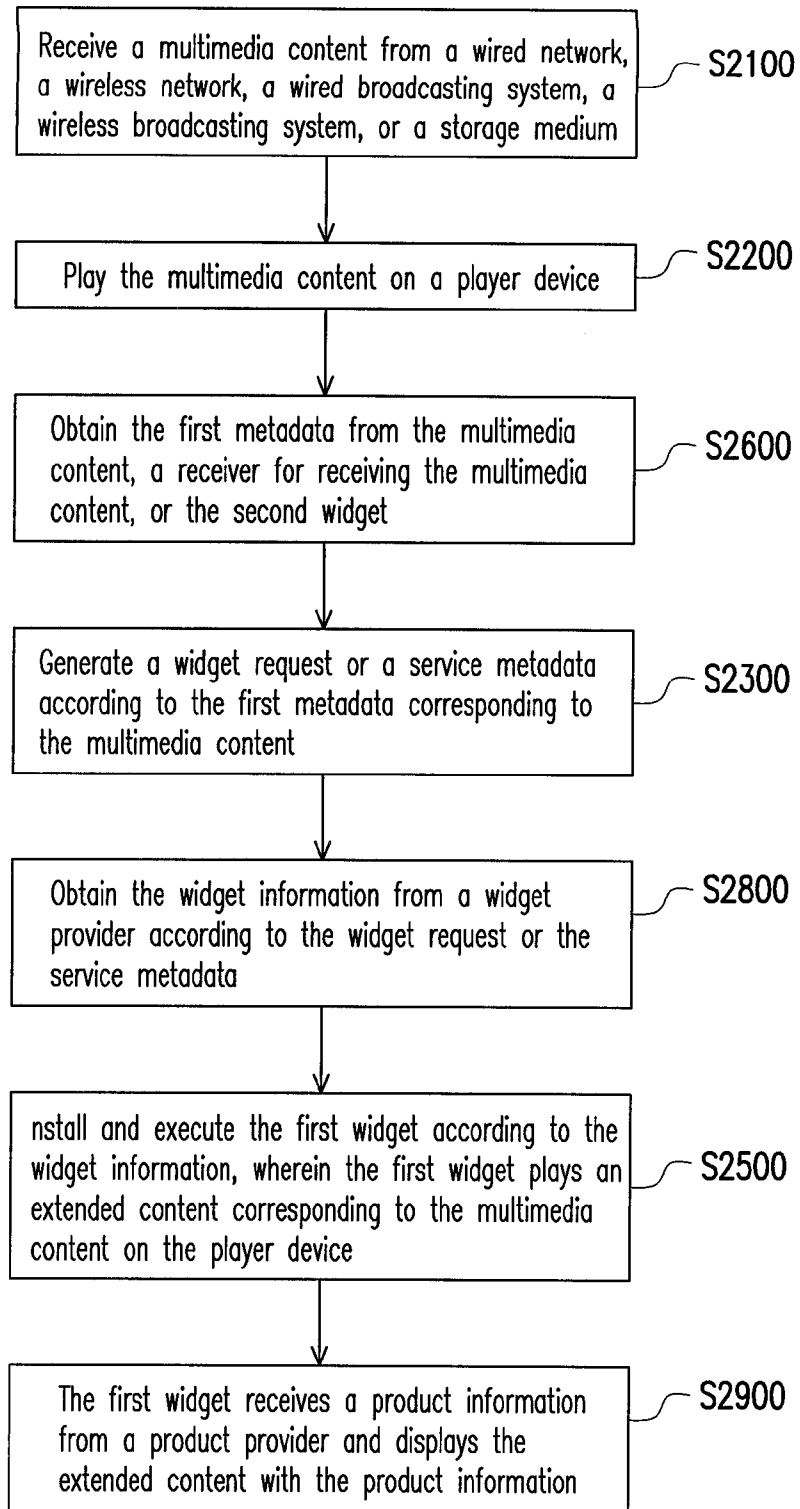 Receive a multimedia content from a wired network,
a wireless network, a wired broadcasting system, a
wireless broadcasting system, or a storage medium
S2100
Play the multimedia content on a player device
S2200
Obtain the first metadata from the multimedia
content, a receiver for receiving the multimedia
content, or the second widget
S2600
Generate a widget request or a service metadata
according to the first metadata corresponding to
the multimedia content
S2300
Obtain the widget information from a widget
provider according to the widget request or the
service metadata
S2800
nstall and execute the first widget according to the
widget information, wherein the first widget plays an
extended content corresponding to the multimedia
content on the player device
S2500
The first widget receives a product information
from a product provider and displays the
extended content with the product information
S2900